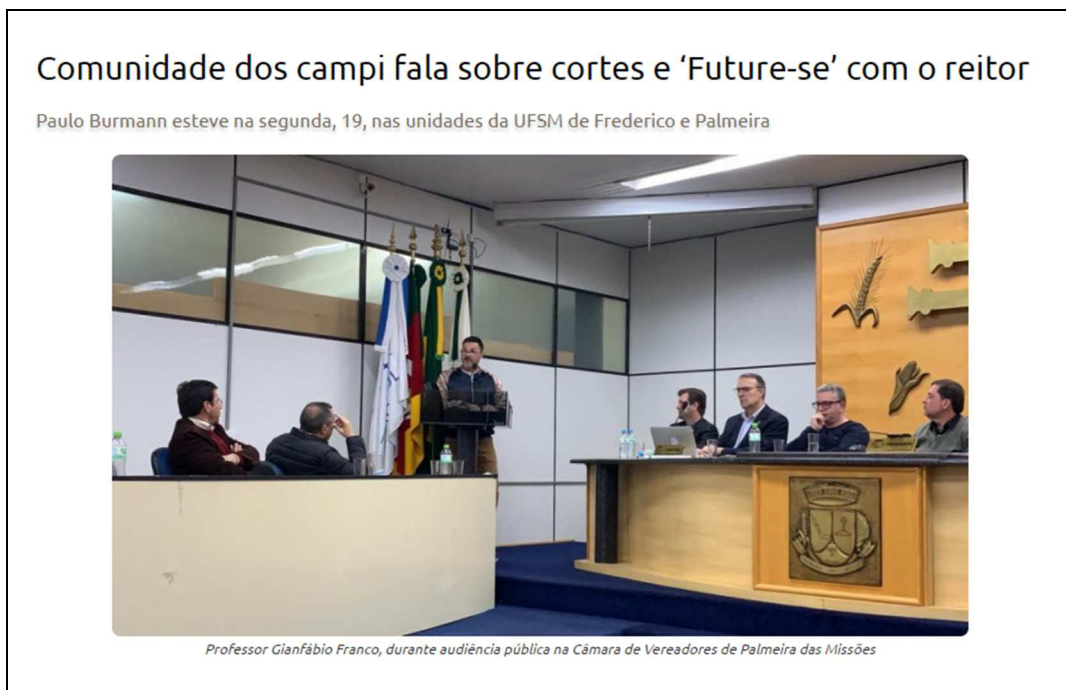 Comunidade dos campi fala sobre cortes e ‘Future-se’ com o reitor
Paulo Burmann esteve na segunda, 19, nas unidades da UFSM de Frederico e Palmeira
Professor Gianfábio Franco, durante audiência pública na Câmara de Vereadores de Palmeira das Missões